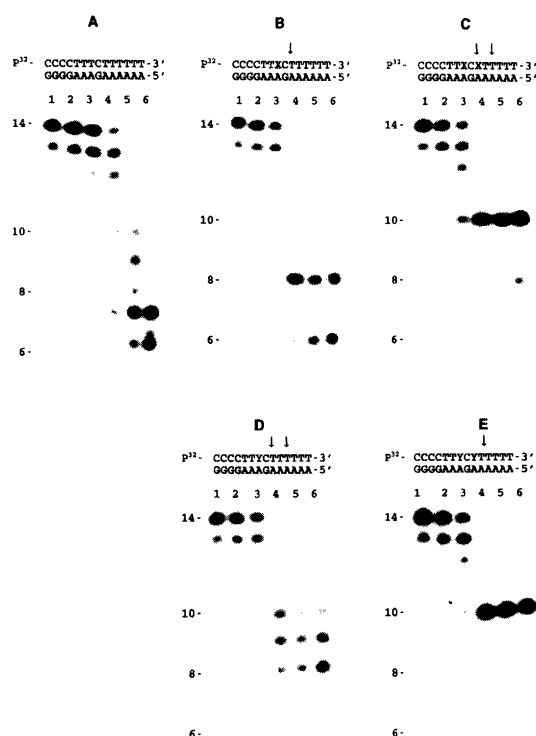 A
P³²- CCCCTTTCTTTTTT-3'
GGGGAAAGAAAAAA-5'
1 2 3 4 5 6
14-
10-
8-
6-
B
↓
CCCCTTXCTTTTTT-3'
GGGGAAAGAAAAAA-5'
1 2 3 4 5 6
10-
8-
6-
C
↓ ↓
P³²- CCCCTTXCXTTTTT-3'
GGGGAAAGAAAAAA-5'
1 2 3 4 5 6
14-
10-
8-
6-
D
↓ ↓
P³²- CCCCTTYCTTTTTT-3'
GGGGAAAGAAAAAA-5'
1 2 3 4 5 6
14-
10-
8-
6-
E
↓
P³²- CCCCTTYCYTTTTT-3'
GGGGAAAGAAAAAA-5'
1 2 3 4 5 6
14-
10-
8-
6-